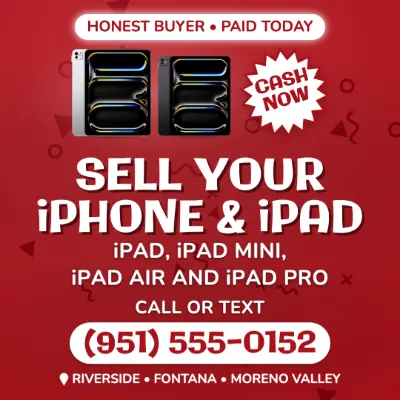 HONEST BUYER • PAID TODAY
CASH
NOW
SELL YOUR
iPHONE & iPAD
iPAD, iPAD MINI,
iPAD AIR AND iPAD PRO
CALL OR TEXT
(951) 555-0152
RIVERSIDE • FONTANA • MORENO VALLEY